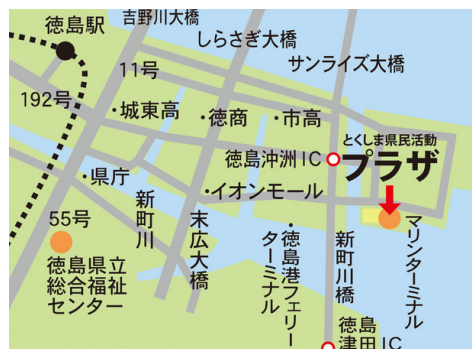 吉野川大橋
徳島駅
しらさぎ大橋
11号
サンライズ大橋
192号
・城東高
・徳商
・市高
とくしま県民活動
プラザ
徳島沖洲IC
・県庁
・イオンモール
新町川
末広大橋
・徳島港フェリー
ターミナル
新町川橋
マリンターミナル
55号
徳島県立
総合福祉
センター
徳島
津田IC